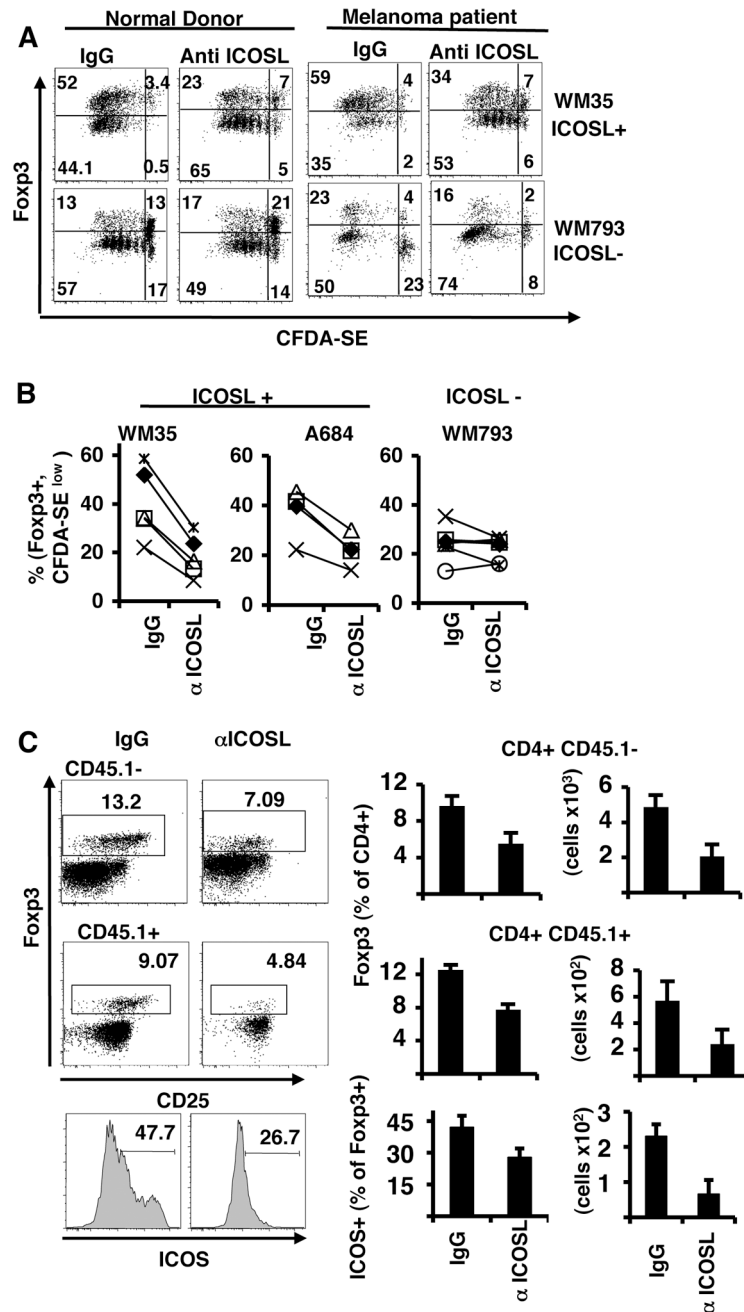 A
Normal Donor
Melanoma patient
IgG
Anti ICOSL
IgG
Anti ICOSL
52
3.4
23
7
59
4
34
7
WM35
ICOSL+
44.1
0.5
65
5
35
2
53
6
13
13
17
21
23
4
16
2
WM793
ICOSL-
57
17
49
14
50
23
74
8
Foxp3
CFDA-SE
B
ICOSL +
ICOSL -
WM35
A684
WM793
% (Foxp3+,
CFDA-SE low )
60
40
20
0
60
40
20
0
60
40
20
0
IgG
α ICOSL
IgG
α ICOSL
IgG
α ICOSL
C
IgG
αICOSL
CD45.1-
13.2
7.09
CD45.1+
9.07
4.84
Foxp3
CD25
47.7
26.7
ICOS
CD4+ CD45.1-
12
8
4
6
4
2
(cells x10³)
Foxp3 (% of CD4+)
CD4+ CD45.1+
12
8
4
8
6
4
2
(cells x10²)
ICOS+ (% of Foxp3+)
45
30
15
3
2
1
0
(cells x10²)
IgG
α ICOSL
IgG
α ICOSL